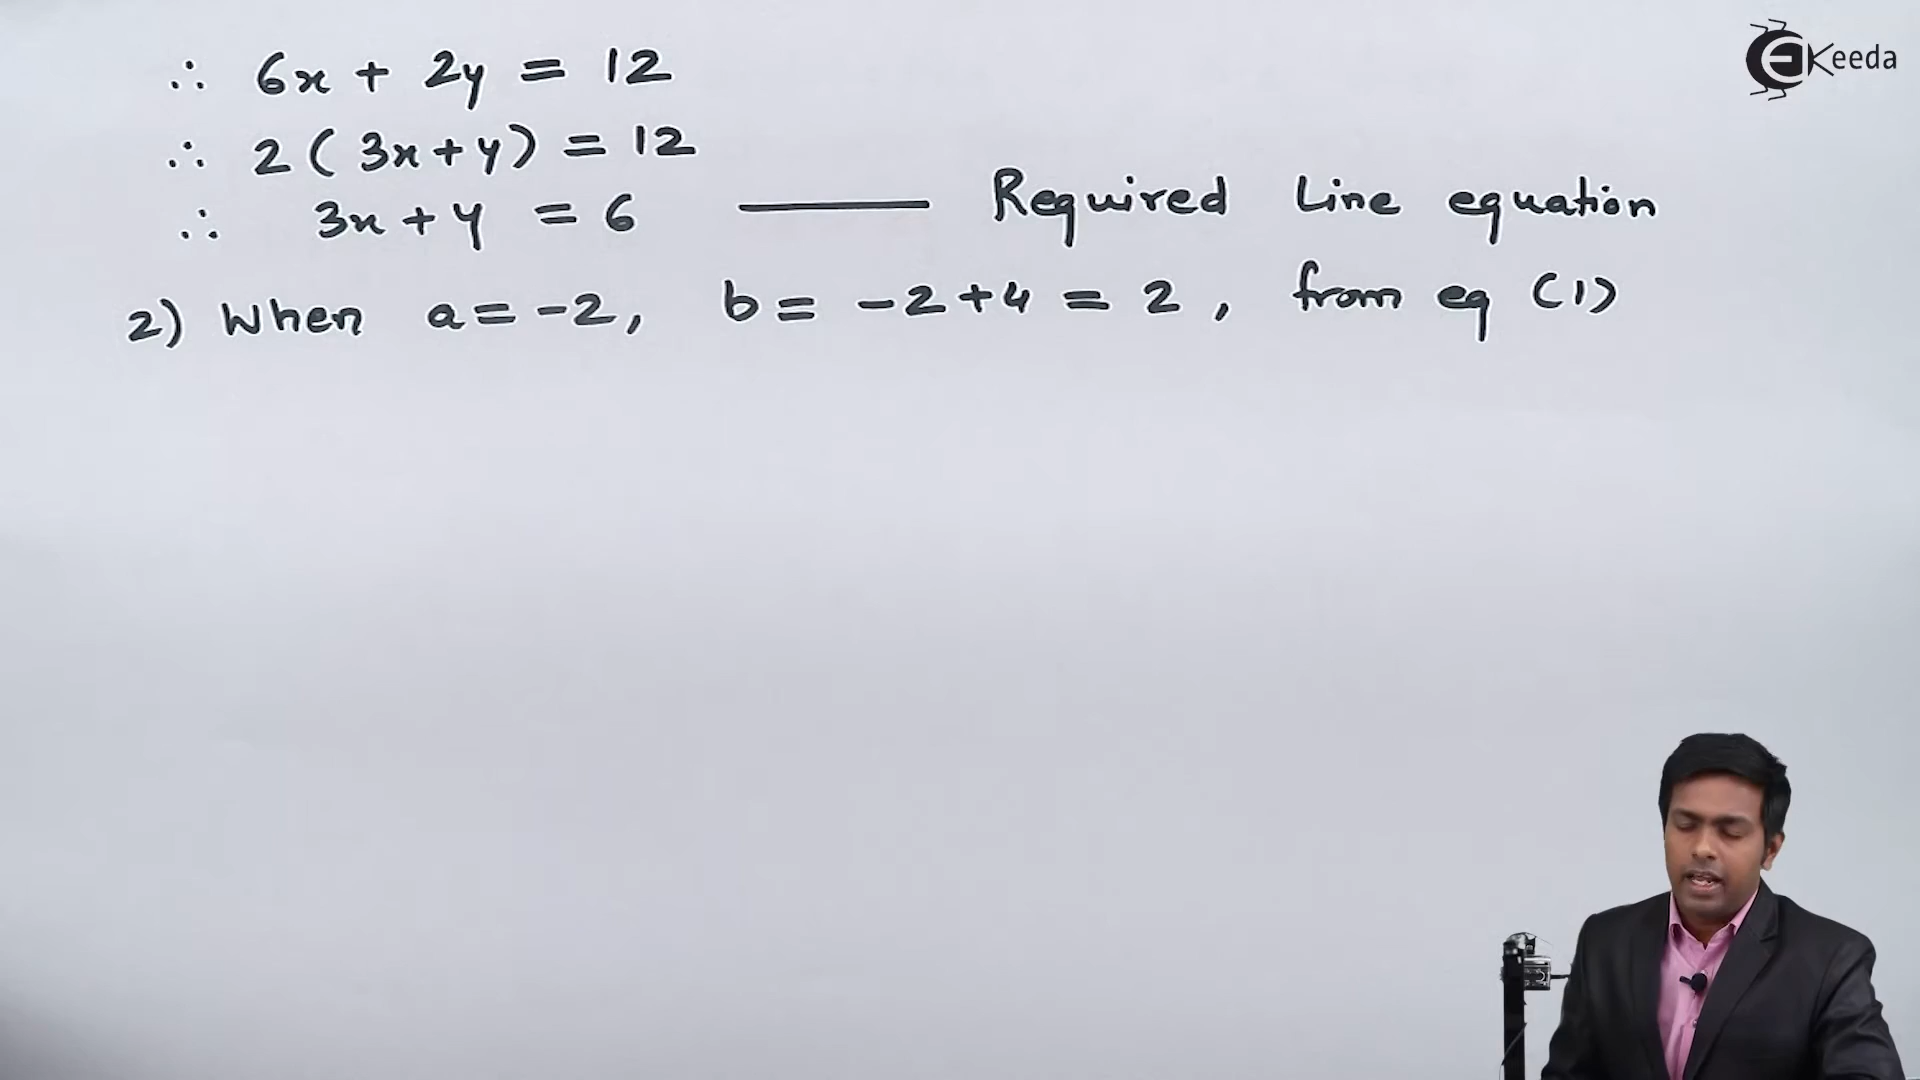 ∴ 6x + 2y = 12
∴ 2(3x+y) = 12
∴ 3x+y = 6 —— Required Line equation
2) When a = -2, b = -2+4 = 2, from eq (1)
eKeeda